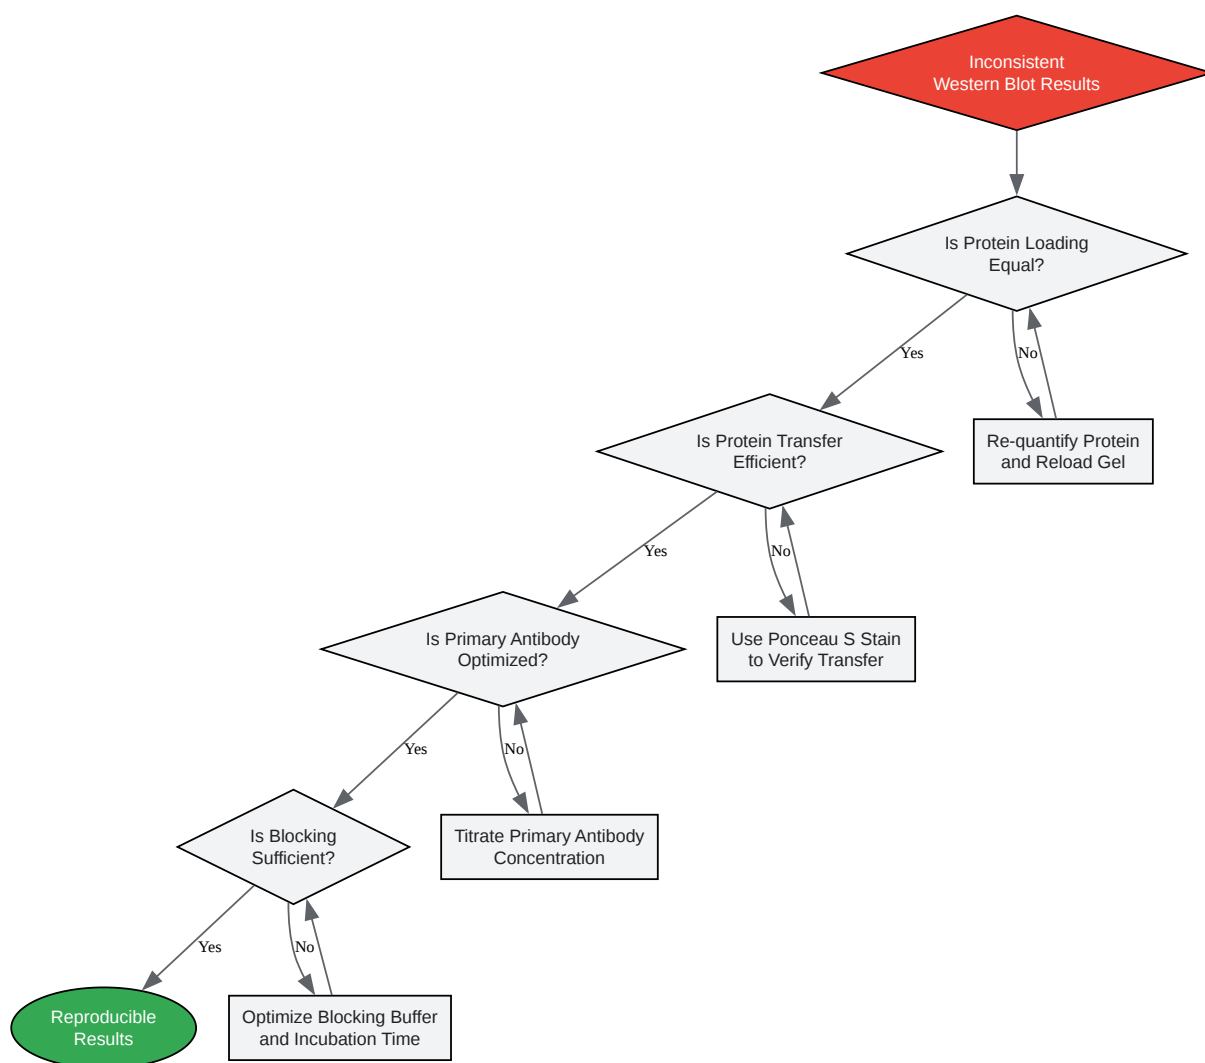 Inconsistent
Western Blot Results
Is Protein Loading
Equal?
Yes
No
Re-quantify Protein
and Reload Gel
Is Protein Transfer
Efficient?
Yes
No
Use Ponceau S Stain
to Verify Transfer
Is Primary Antibody
Optimized?
Yes
No
Titrate Primary Antibody
Concentration
Is Blocking
Sufficient?
Yes
No
Reproducible
Results
Optimize Blocking Buffer
and Incubation Time